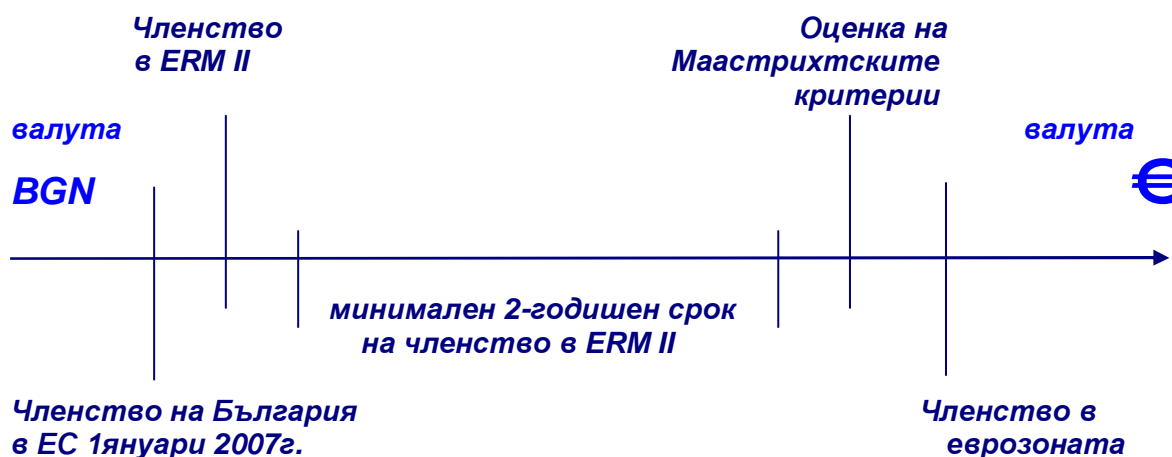 Членство
в ERM II
Оценка на
Маастрихтските
критерии
валута
BGN
валута
€
минимален 2-годишен срок
на членство в ERM II
Членство на България
в ЕС 1януари 2007г.
Членство в
еврозоната